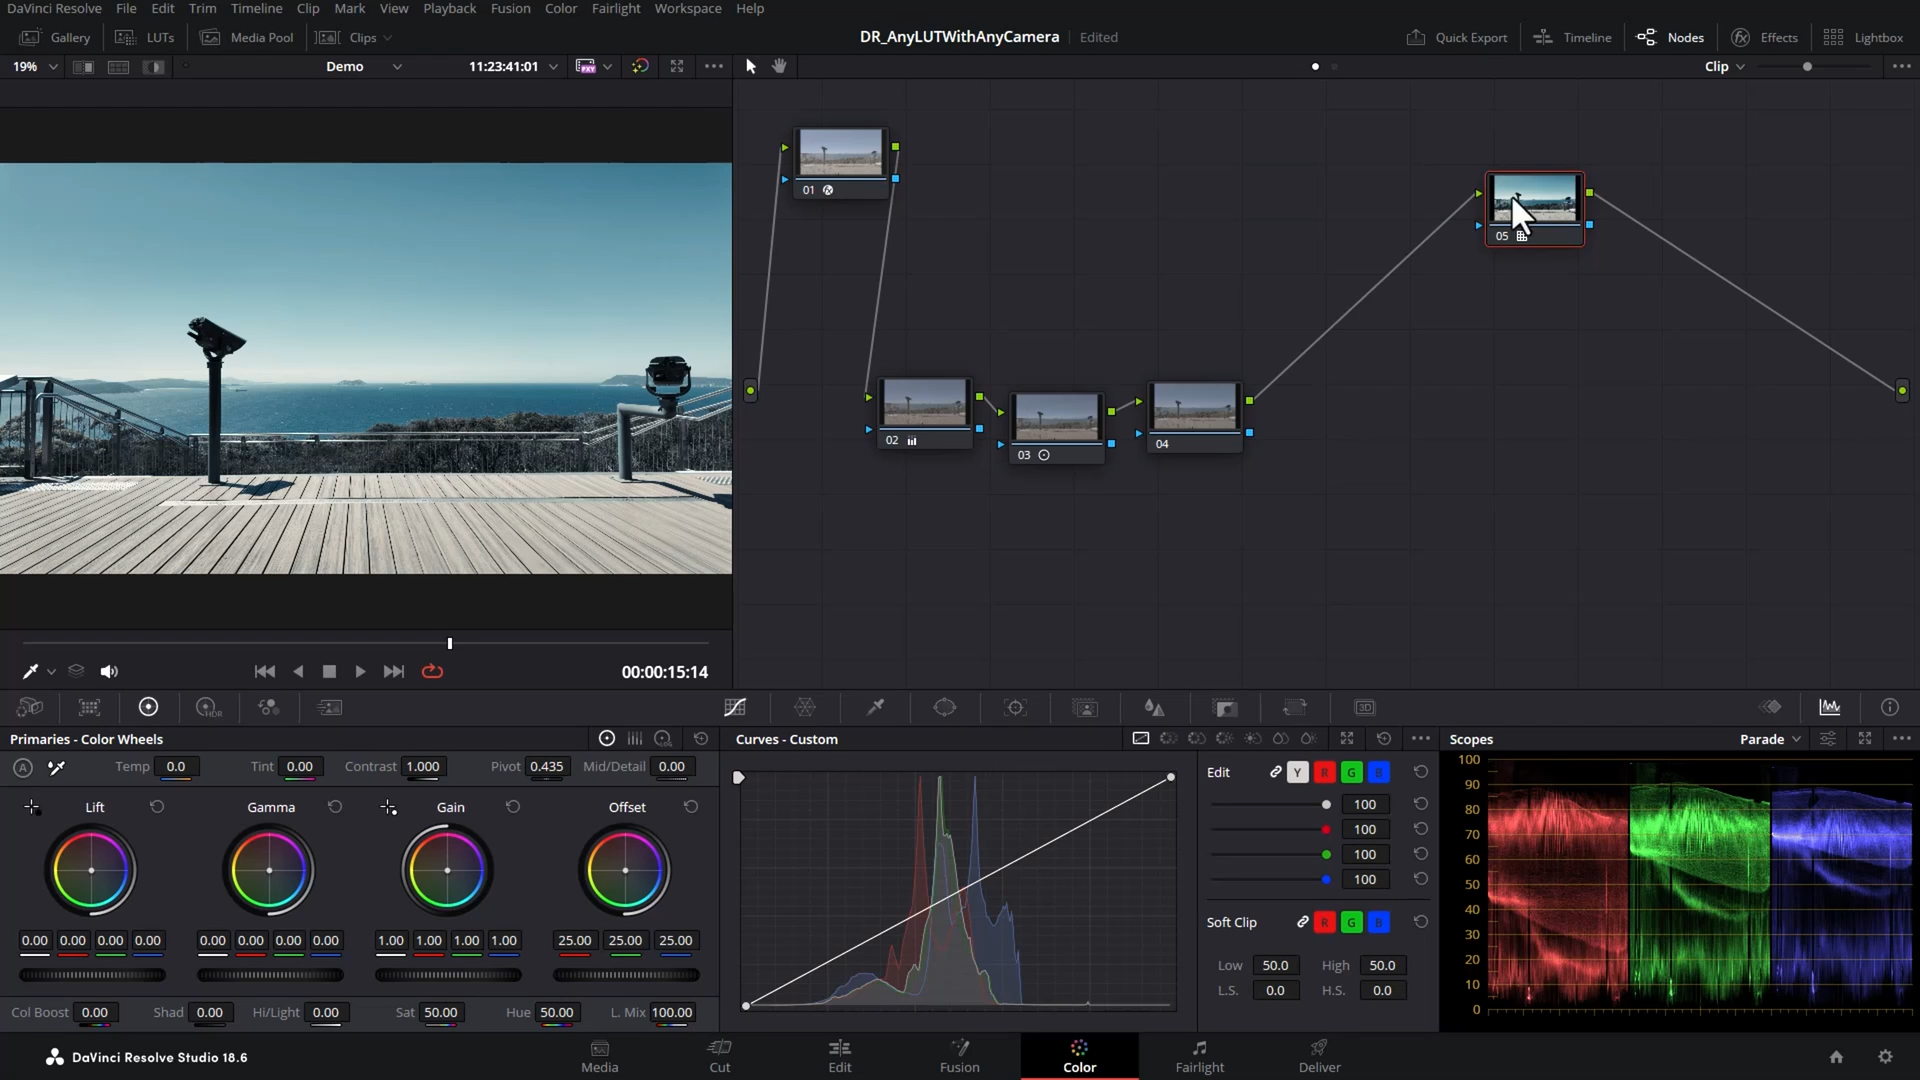 DaVinci Resolve File Edit Trim Timeline Clip Mark View Playback Fusion Color Fairlight Workspace Help
Gallery LUTs Media Pool Clips DR_AnyLUTWithAnyCamera Edited Quick Export Timeline Nodes Effects Lightbox
19% Demo 11:23:41:01 Clip
01
05
02
03
04
00:00:15:14
HDR
3D
Primaries - Color Wheels
Curves - Custom
Scopes Parade
A Temp 0.0 Tint 0.00 Contrast 1.000 Pivot 0.435 Mid/Detail 0.00
Lift Gamma Gain Offset
0.00 0.00 0.00 0.00 0.00 0.00 0.00 0.00 1.00 1.00 1.00 1.00 25.00 25.00 25.00
Col Boost 0.00 Shad 0.00 Hi/Light 0.00 Sat 50.00 Hue 50.00 L. Mix 100.00
Edit Y R G B
100
100
100
100
Soft Clip R G B
Low 50.0 High 50.0
L.S. 0.0 H.S. 0.0
100
90
80
70
60
50
40
30
20
10
0
DaVinci Resolve Studio 18.6
Media Cut Edit Fusion Color Fairlight Deliver